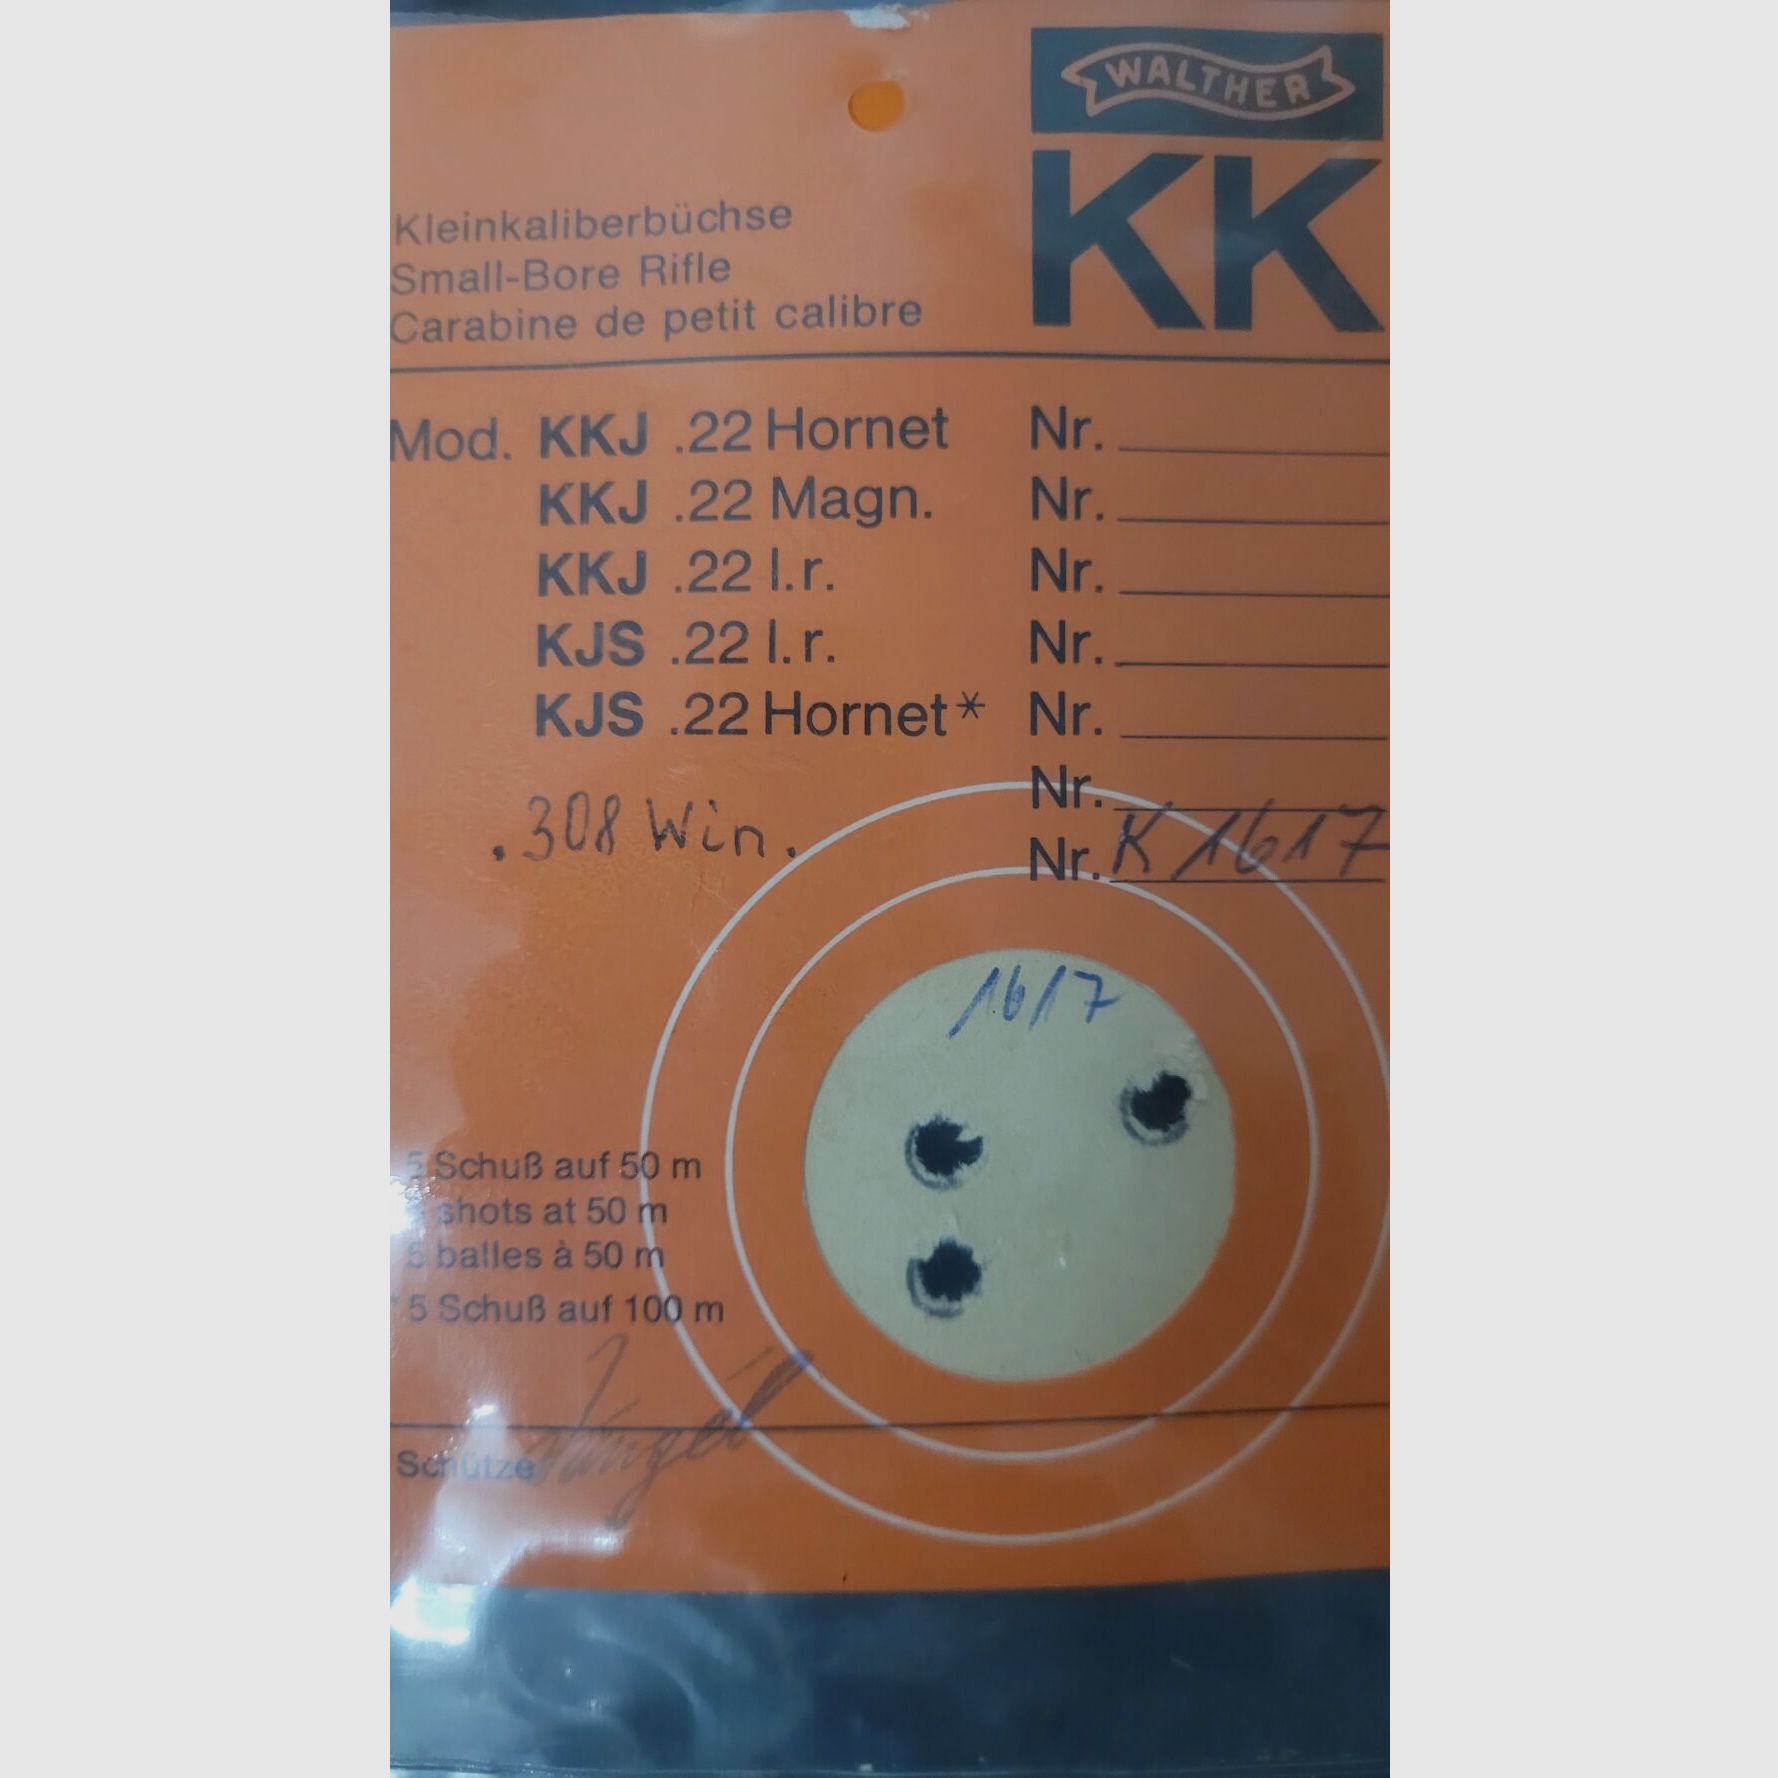 WALTHER
KK
Kleinkaliberbüchse
Small-Bore Rifle
Carabine de petit calibre
Mod. KKJ .22 Hornet Nr.
KKJ .22 Magn. Nr.
KKJ .22 l.r. Nr.
KJS .22 l.r. Nr.
KJS .22 Hornet* Nr.
Nr.
.308 Win. Nr. K 1617
1617
5 Schuß auf 50 m
shots at 50 m
5 balles à 50 m
* 5 Schuß auf 100 m
Schütze